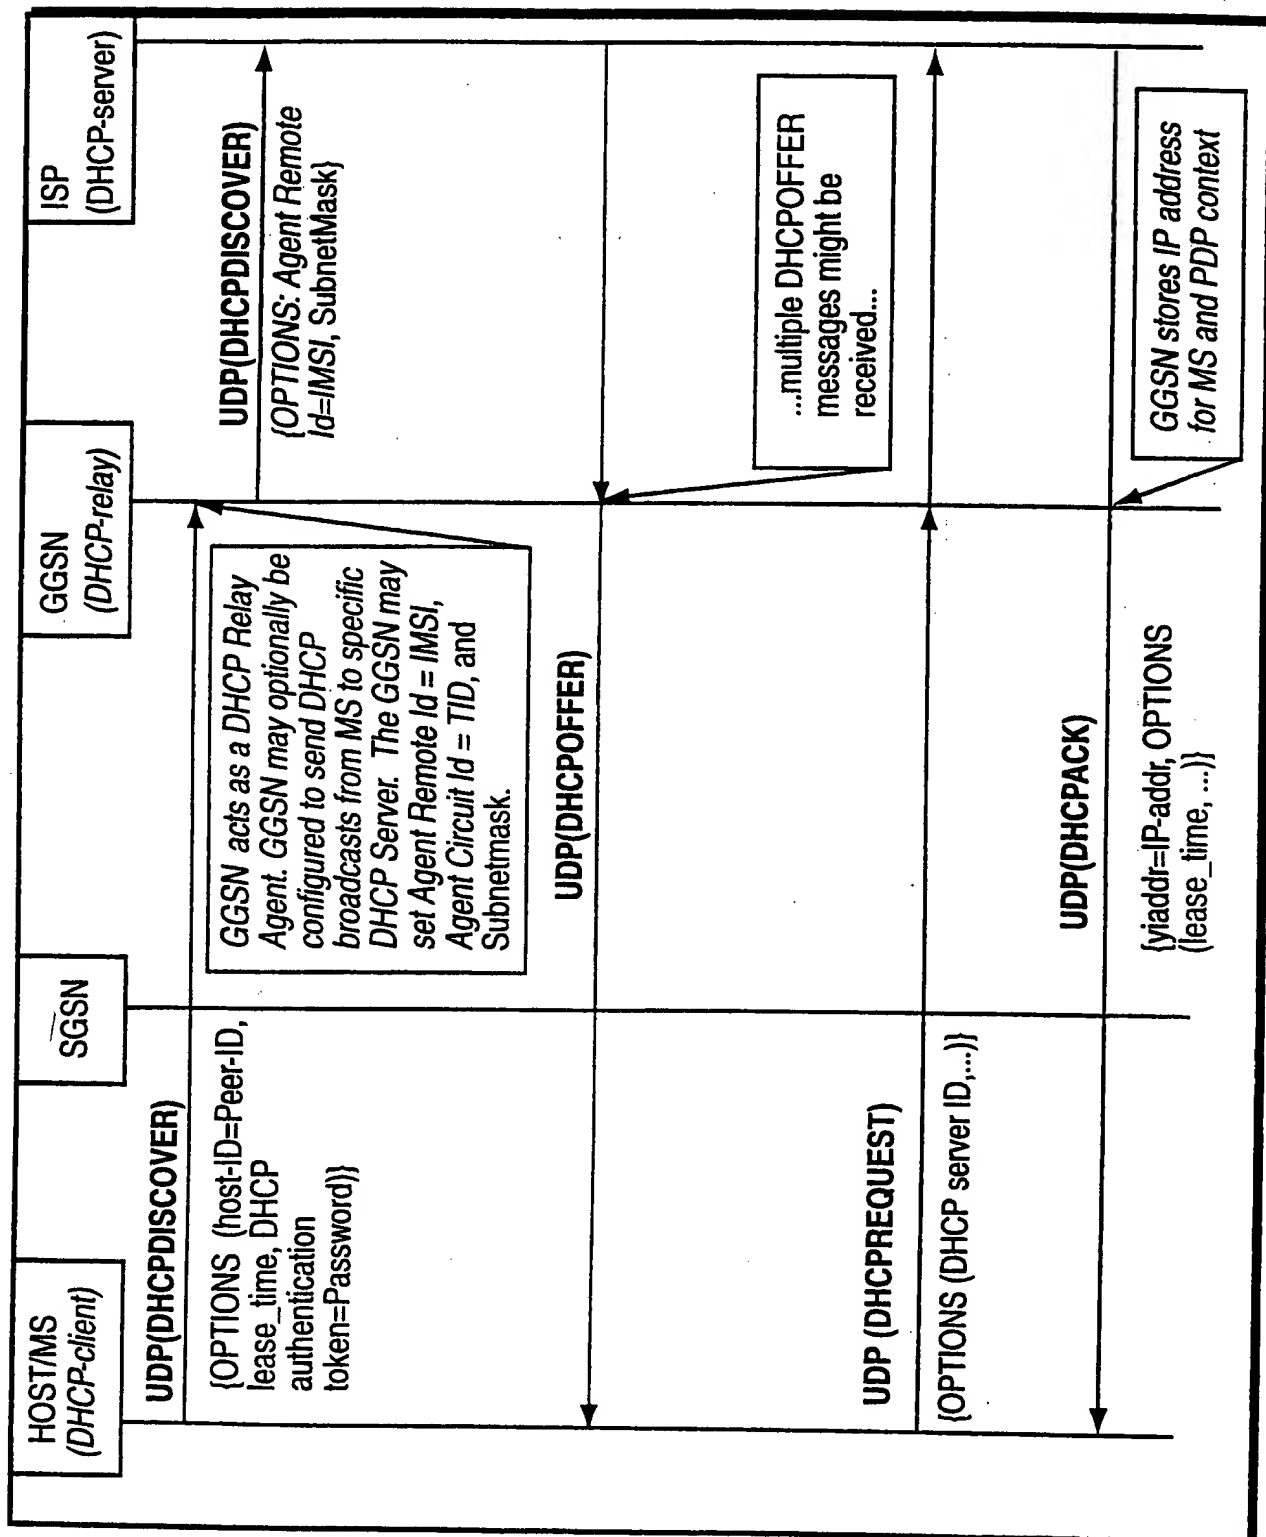 HOST/MS
(DHCP-client)
SGSN
GGSN
(DHCP-relay)
ISP
(DHCP-server)
UDP(DHCPDISCOVER)
{OPTIONS (host-ID=Peer-ID,
lease_time, DHCP
authentication
token=Password)}
GGSN acts as a DHCP Relay
Agent. GGSN may optionally be
configured to send DHCP
broadcasts from MS to specific
DHCP Server. The GGSN may
set Agent Remote Id = IMSI,
Agent Circuit Id = TID, and
Subnetmask.
UDP(DHCPDISCOVER)
{OPTIONS: Agent Remote
Id=IMSI, SubnetMask}
UDP(DHCPOFFER)
...multiple DHCPOFFER
messages might be
received...
UDP (DHCPREQUEST)
{OPTIONS (DHCP server ID,...)}
UDP(DHCPACK)
{yiaddr=IP-addr, OPTIONS
(lease_time, ...)}
GGSN stores IP address
for MS and PDP context